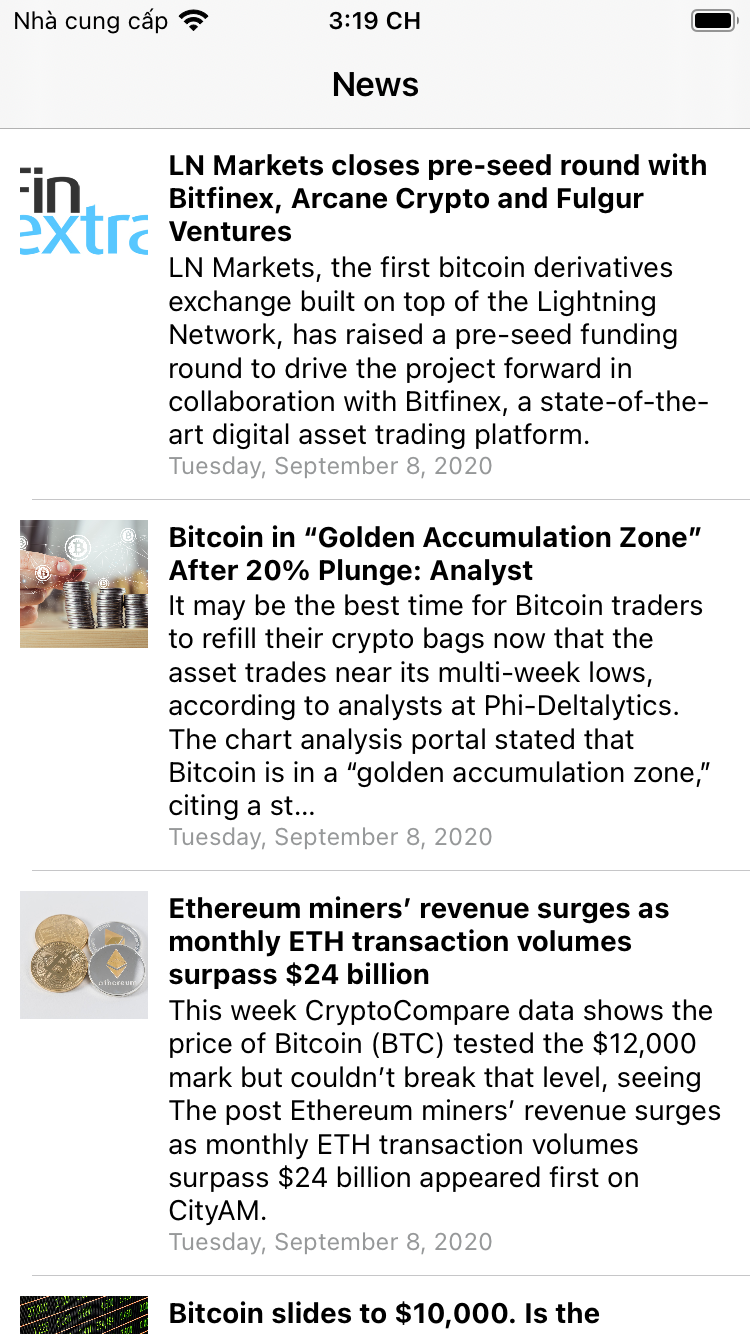 Nhà cung cấp
3:19 CH
News
Fin
extra
LN Markets closes pre-seed round with
Bitfinex, Arcane Crypto and Fulgur
Ventures
LN Markets, the first bitcoin derivatives
exchange built on top of the Lightning
Network, has raised a pre-seed funding
round to drive the project forward in
collaboration with Bitfinex, a state-of-the-
art digital asset trading platform.
Tuesday, September 8, 2020
Bitcoin in “Golden Accumulation Zone”
After 20% Plunge: Analyst
It may be the best time for Bitcoin traders
to refill their crypto bags now that the
asset trades near its multi-week lows,
according to analysts at Phi-Deltalytics.
The chart analysis portal stated that
Bitcoin is in a “golden accumulation zone,”
citing a st...
Tuesday, September 8, 2020
ethereum
Ethereum miners’ revenue surges as
monthly ETH transaction volumes
surpass $24 billion
This week CryptoCompare data shows the
price of Bitcoin (BTC) tested the $12,000
mark but couldn’t break that level, seeing
The post Ethereum miners’ revenue surges
as monthly ETH transaction volumes
surpass $24 billion appeared first on
CityAM.
Tuesday, September 8, 2020
Bitcoin slides to $10,000. Is the